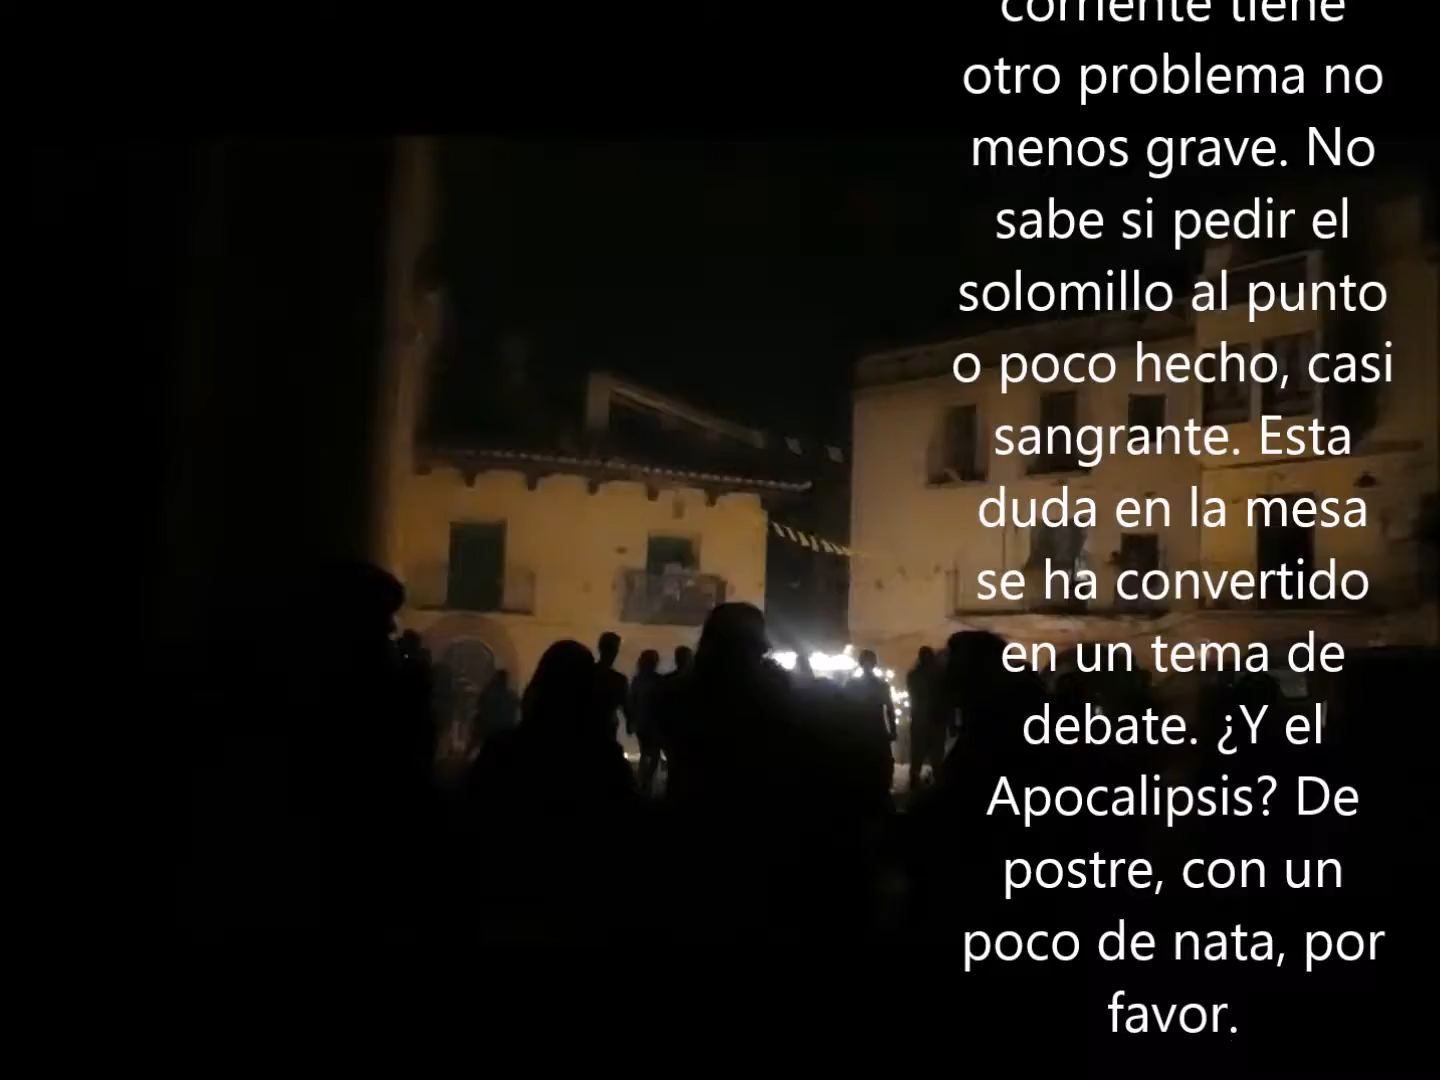 corriente tiene
otro problema no
menos grave. No
sabe si pedir el
solomillo al punto
o poco hecho, casi
sangrante. Esta
duda en la mesa
se ha convertido
en un tema de
debate. ¿Y el
Apocalipsis? De
postre, con un
poco de nata, por
favor.